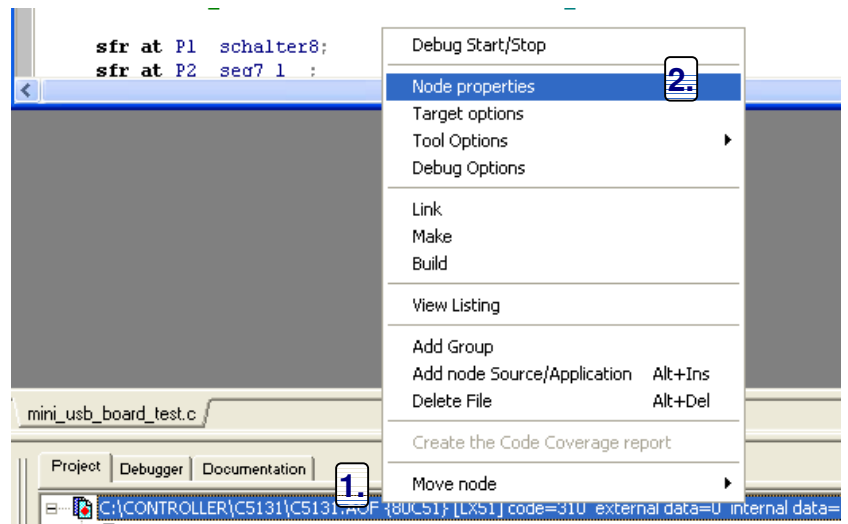 sfr at P1 schalter8;
sfr at P2 seg7_l ;
Debug Start/Stop
Node properties
2.
Target options
Tool Options
Debug Options
Link
Make
Build
View Listing
Add Group
Add node Source/Application Alt+Ins
Delete File Alt+Del
Create the Code Coverage report
Move node
mini_usb_board_test.c
Project Debugger Documentation
1.
C:\CONTROLLER\C5131\C5131.AOF {80C51} [LX51] code=310 external data=0 internal data=